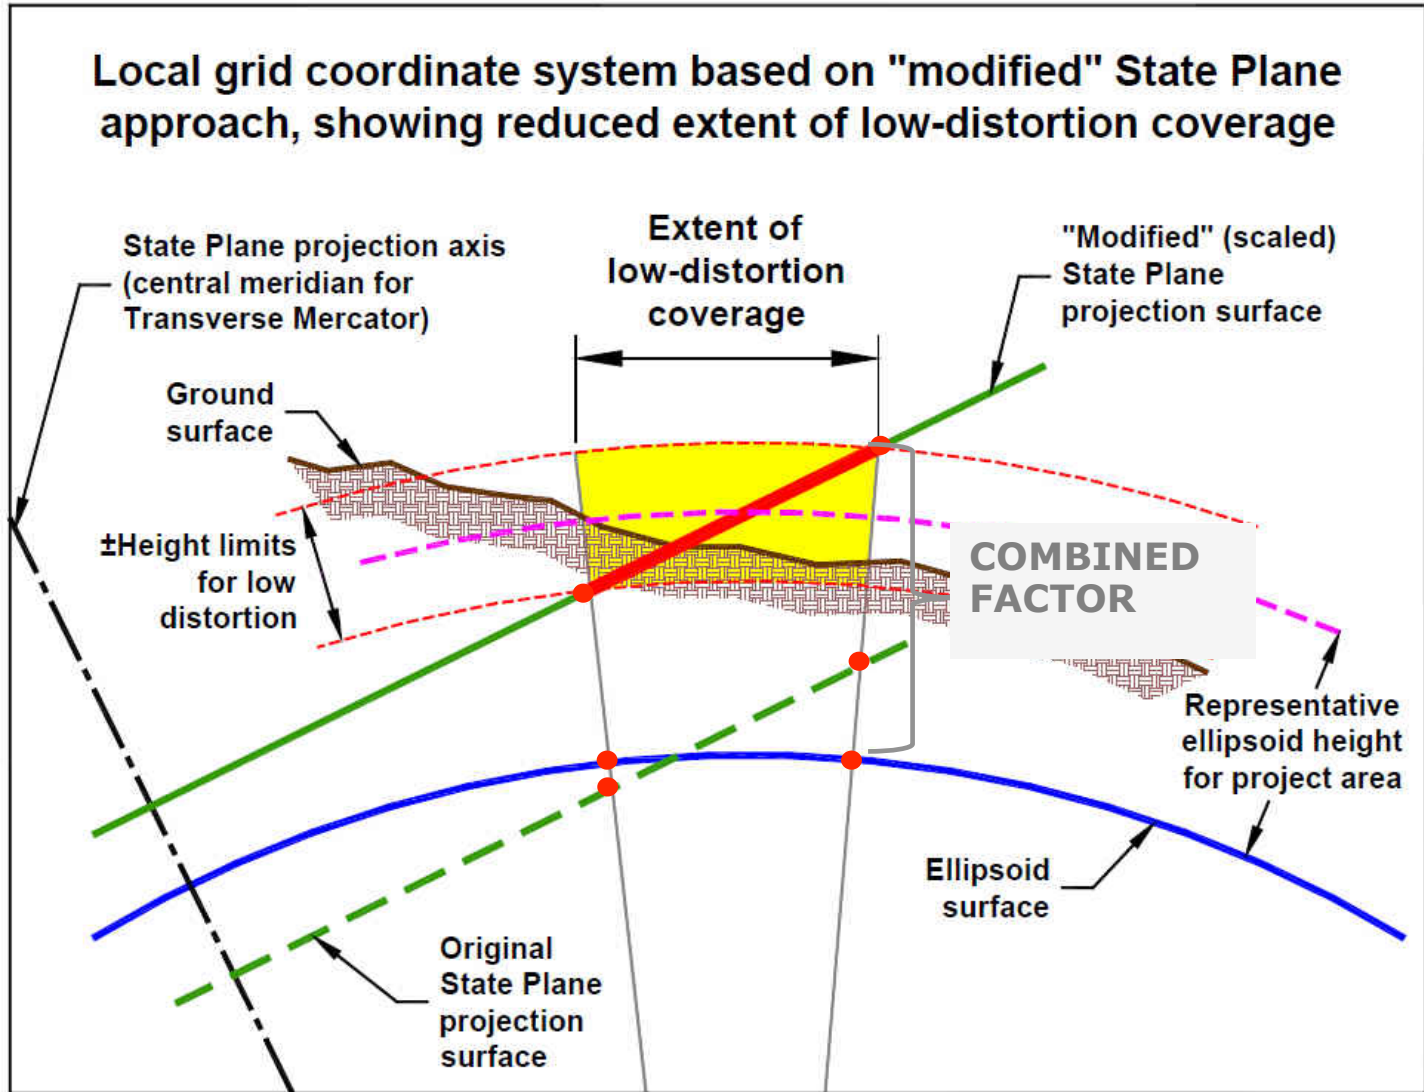 Local grid coordinate system based on "modified" State Plane
approach, showing reduced extent of low-distortion coverage
State Plane projection axis
(central meridian for
Transverse Mercator)
Extent of
low-distortion
coverage
"Modified" (scaled)
State Plane
projection surface
Ground
surface
±Height limits
for low
distortion
COMBINED
FACTOR
Representative
ellipsoid height
for project area
Ellipsoid
surface
Original
State Plane
projection
surface